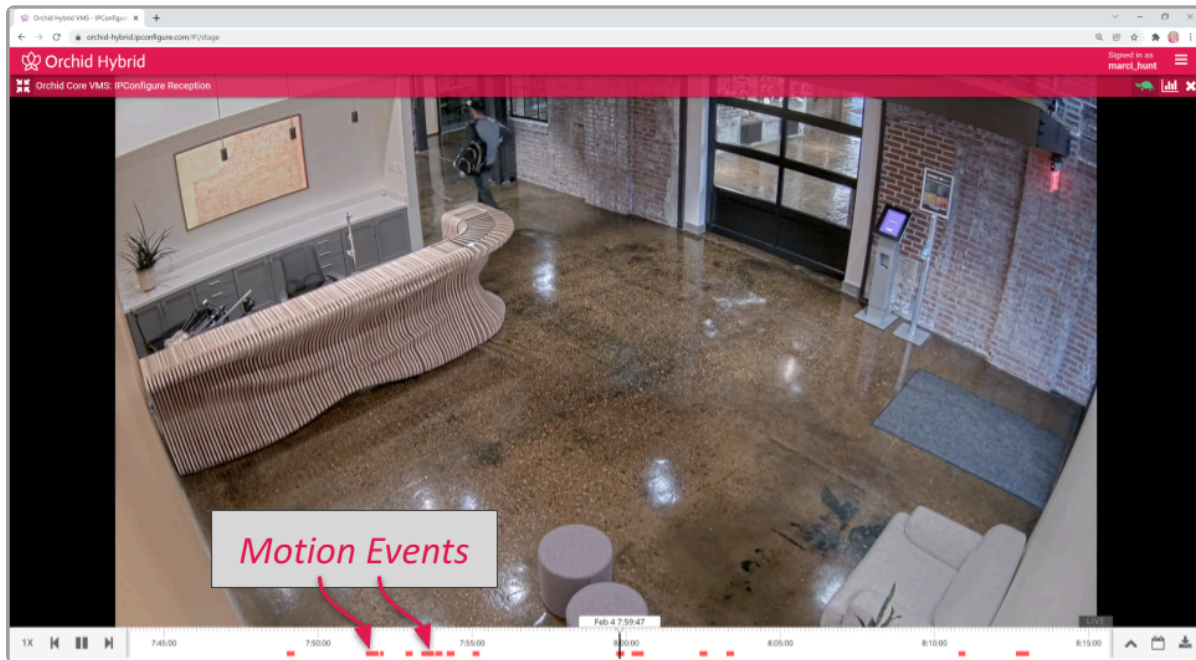 Orchid Hybrid VMS - IPConfigur
orchid-hybrid.ipconfigure.com/#!/stage
Orchid Hybrid
Signed in as
marci_hunt
Orchid Core VMS: IPConfigure Reception
Motion Events
Feb 4 7:59:47
LIVE
1X
7:45:00
7:50:00
7:55:00
8:00:00
8:05:00
8:10:00
8:15:00